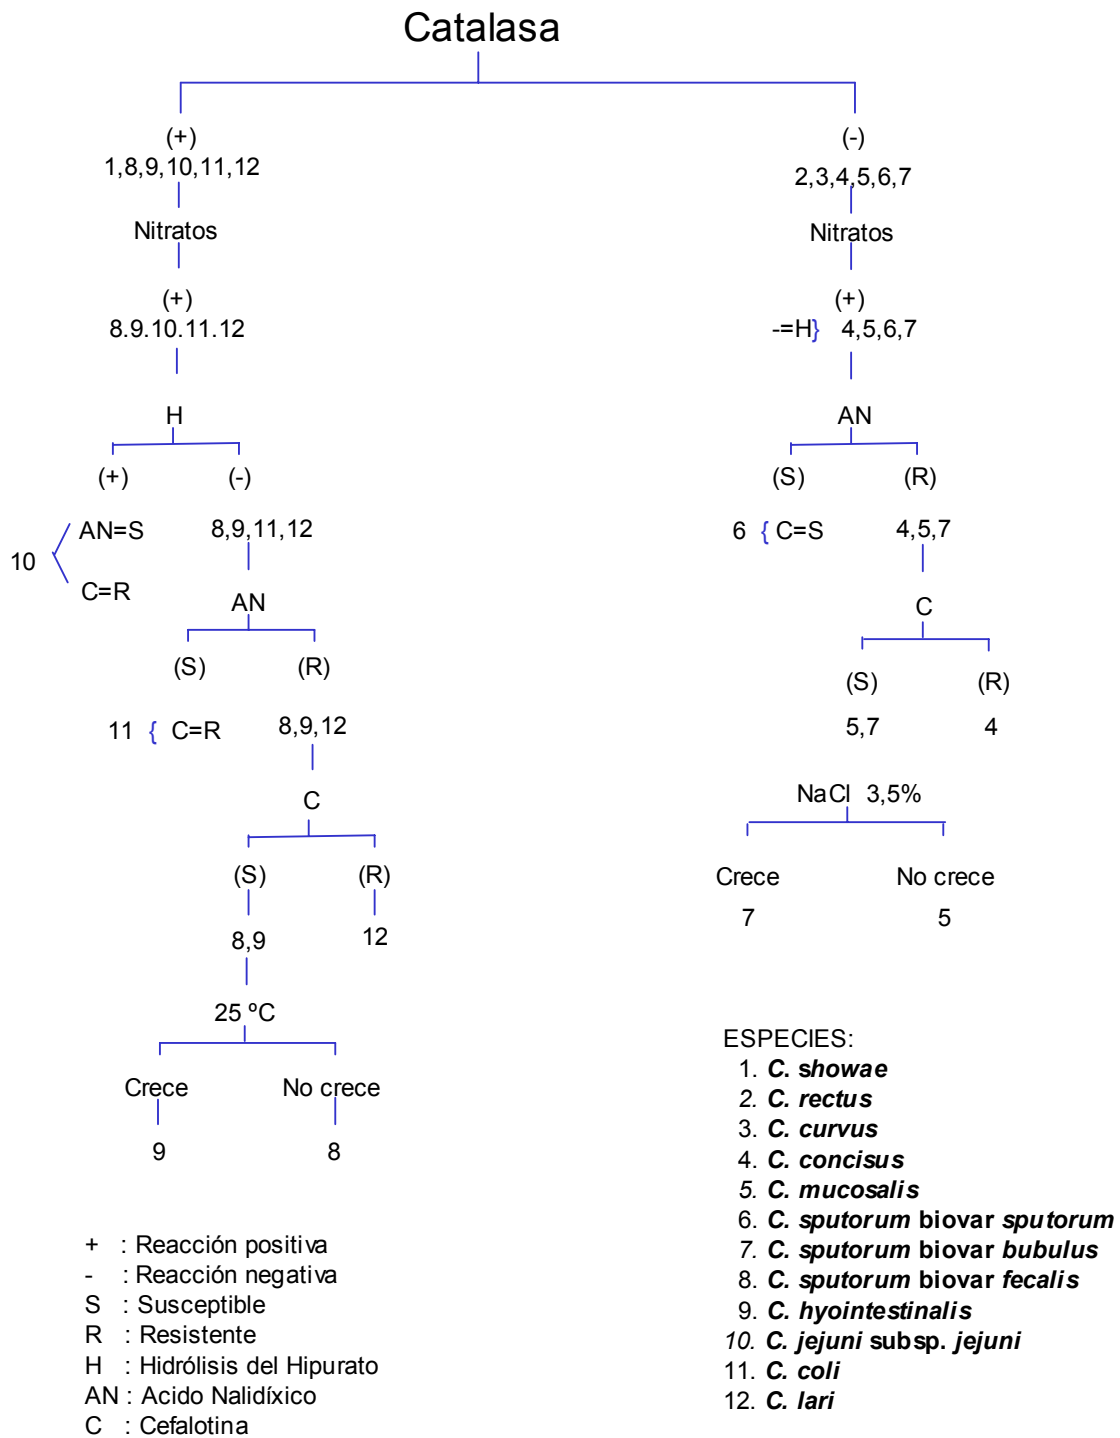 Catalasa
(+)
1,8,9,10,11,12
Nitratos
(+)
8.9.10.11.12
H
(+) (-)
10
AN=S
C=R
8,9,11,12
AN
(S) (R)
11 { C=R
8,9,12
C
(S) (R)
8,9
12
25 ºC
Crece No crece
9 8
(-)
2,3,4,5,6,7
Nitratos
(+)
-=H} 4,5,6,7
AN
(S) (R)
6 { C=S
4,5,7
C
(S) (R)
5,7 4
NaCl 3,5%
Crece No crece
7 5
+ : Reacción positiva
- : Reacción negativa
S : Susceptible
R : Resistente
H : Hidrólisis del Hipurato
AN : Acido Nalidíxico
C : Cefalotina
ESPECIES:
1. C. showae
2. C. rectus
3. C. curvus
4. C. concisus
5. C. mucosalis
6. C. sputorum biovar sputorum
7. C. sputorum biovar bubulus
8. C. sputorum biovar fecalis
9. C. hyointestinalis
10. C. jejuni subsp. jejuni
11. C. coli
12. C. lari